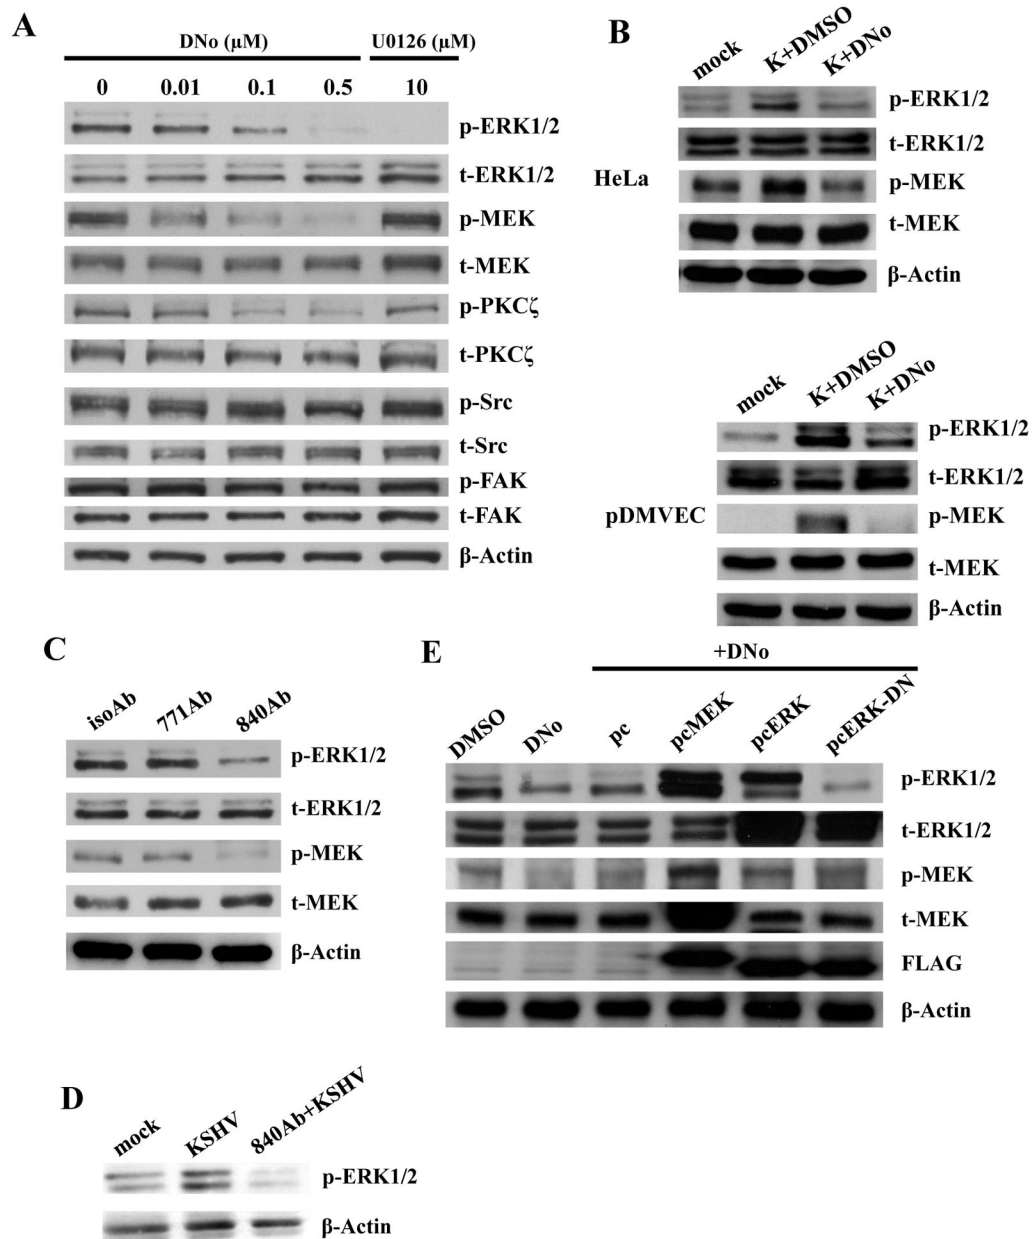 A
DNo (μM) U0126 (μM)
0 0.01 0.1 0.5 10
p-ERK1/2
t-ERK1/2
p-MEK
t-MEK
p-PKCζ
t-PKCζ
p-Src
t-Src
p-FAK
t-FAK
β-Actin
B
mock K+DMSO K+DNo
HeLa
p-ERK1/2
t-ERK1/2
p-MEK
t-MEK
β-Actin
mock K+DMSO K+DNo
pDMVEC
p-ERK1/2
t-ERK1/2
p-MEK
t-MEK
β-Actin
C
isoAb 771Ab 840Ab
p-ERK1/2
t-ERK1/2
p-MEK
t-MEK
β-Actin
E
+DNo
DMSO DNo pc pcMEK pcERK pcERK-DN
p-ERK1/2
t-ERK1/2
p-MEK
t-MEK
FLAG
β-Actin
D
mock KSHV 840Ab+KSHV
p-ERK1/2
β-Actin